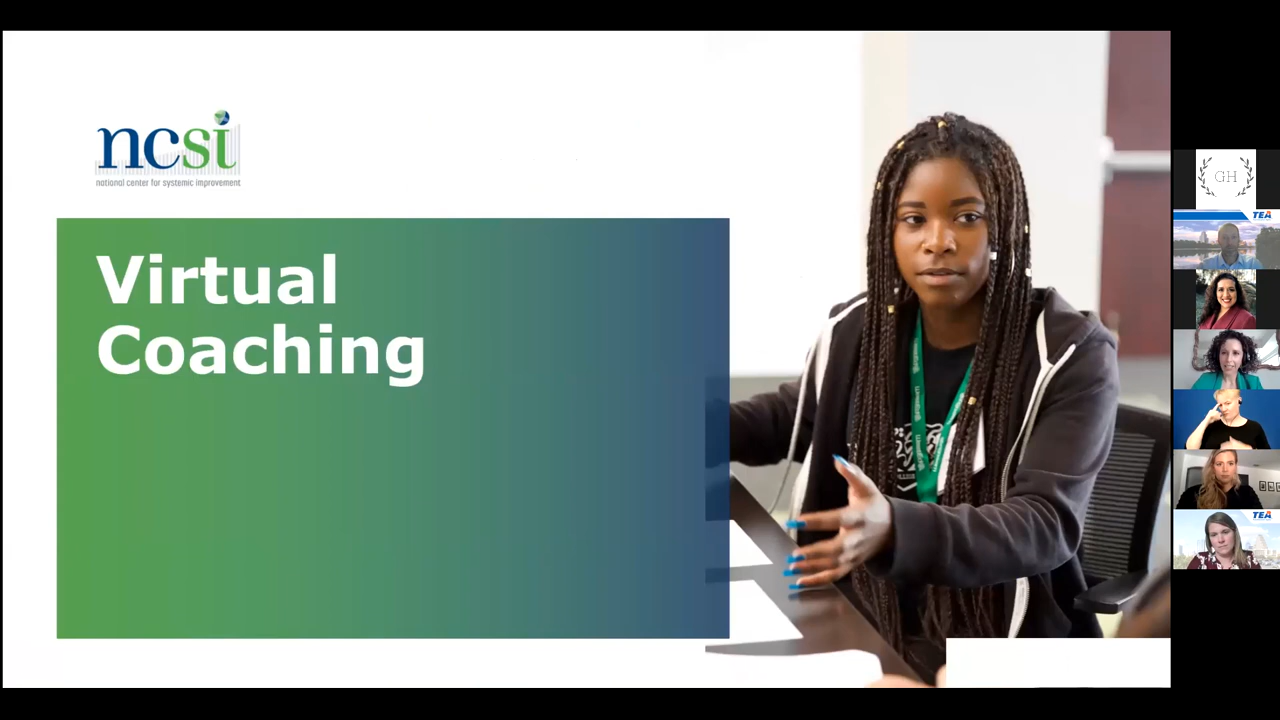 ncsi
national center for systemic improvement
Virtual
Coaching
GH
TEA
TEA